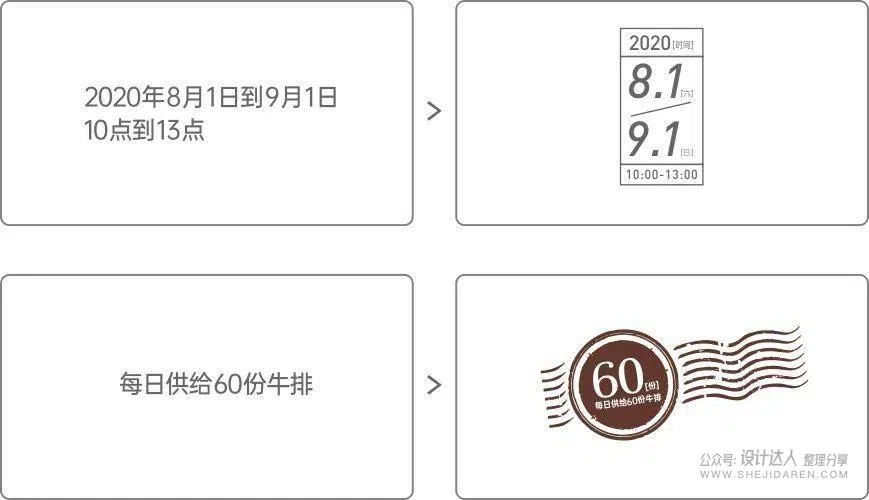 2020年8月1日到9月1日
10点到13点
2020[时间]
8.1[六]
9.1[日]
10:00-13:00
每日供给60份牛排
60[份]
每日供给60份牛排
公众号: 设计达人 整理分享
WWW.SHEJIDAREN.COM